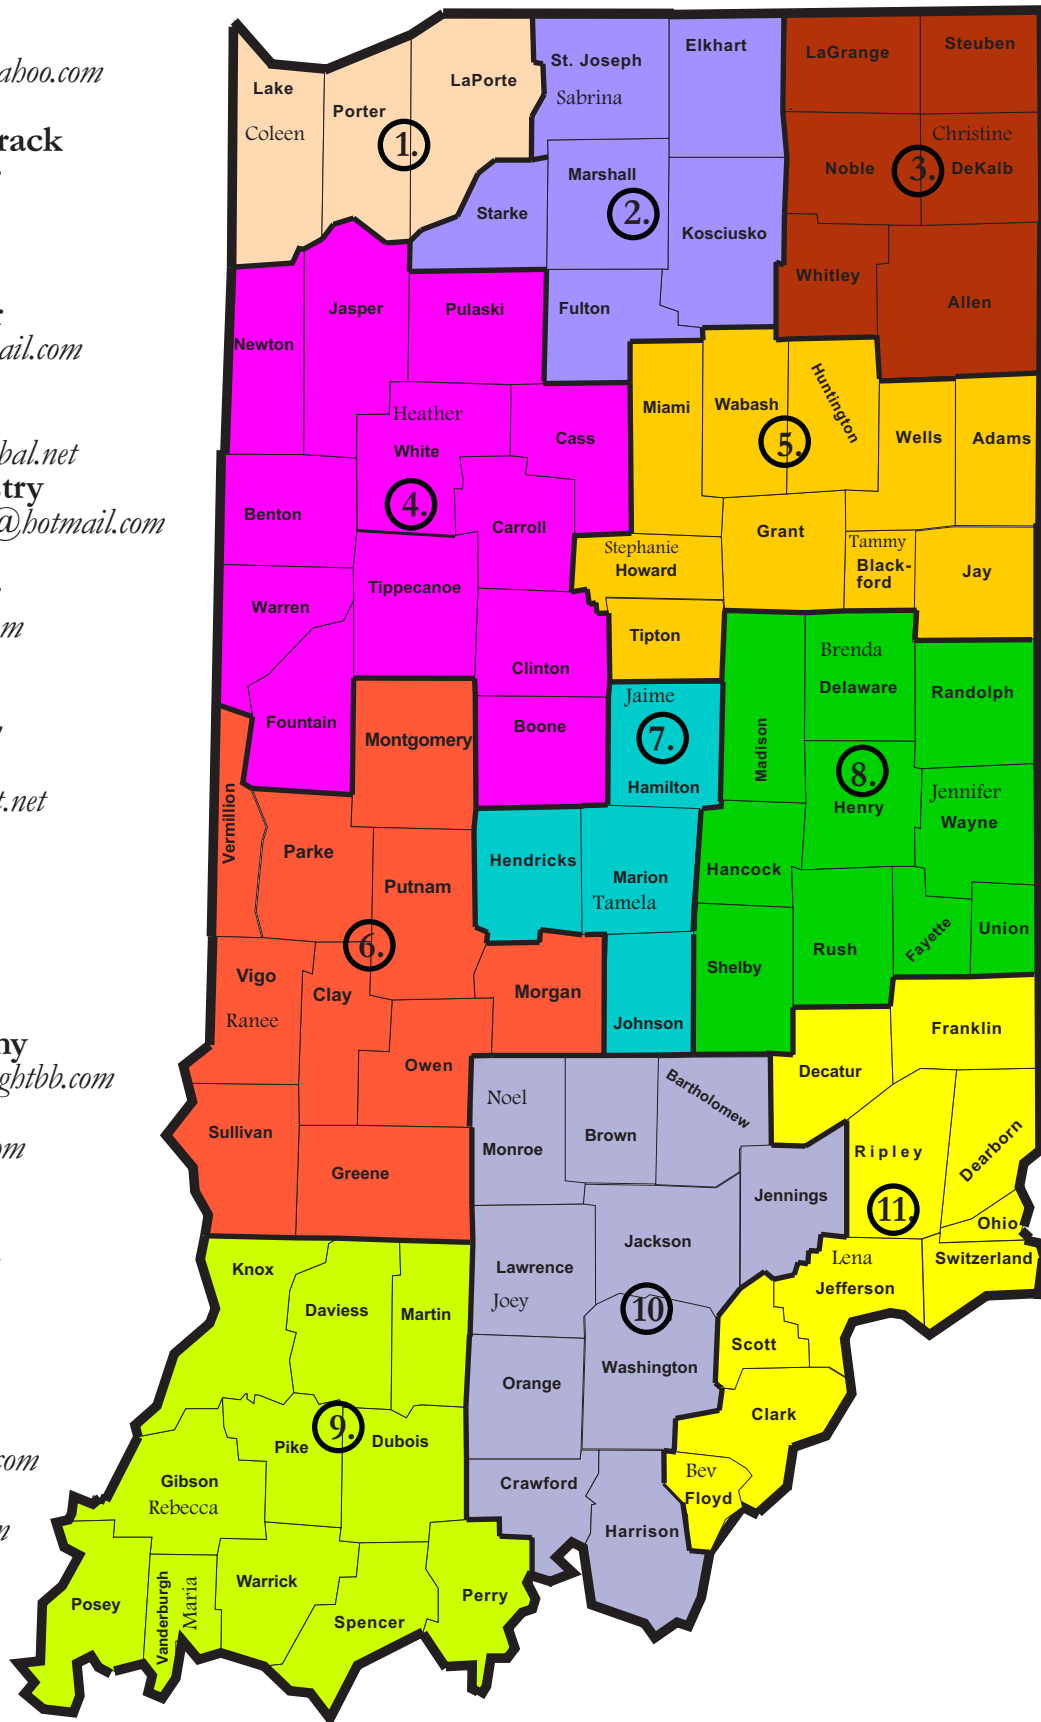 ahoo.com
rack
ail.com
bal.net
try
@hotmail.com
m
t.net
ny
ightbb.com
om
com
n
Lake
Coleen
Porter
LaPorte
1.
St. Joseph
Sabrina
Elkhart
Marshall
2.
Starke
Kosciusko
Fulton
LaGrange
Steuben
Christine
Noble
3.
DeKalb
Whitley
Allen
Newton
Jasper
Pulaski
Heather
White
Cass
4.
Benton
Carroll
Warren
Tippecanoe
Clinton
Fountain
Boone
Miami
Wabash
Huntington
5.
Wells
Adams
Grant
Stephanie
Howard
Tammy
Black-
ford
Jay
Tipton
Montgomery
Vermillion
Parke
Putnam
6.
Vigo
Ranee
Clay
Morgan
Owen
Sullivan
Greene
Jaime
7.
Hamilton
Hendricks
Marion
Tamela
Johnson
Brenda
Delaware
Randolph
Madison
8.
Henry
Jennifer
Wayne
Hancock
Shelby
Rush
Fayette
Union
Knox
Daviess
Martin
9.
Pike
Dubois
Gibson
Rebecca
Posey
Vanderburgh
Maria
Warrick
Spencer
Perry
Noel
Monroe
Brown
Bartholomew
Jennings
Jackson
Lawrence
Joey
10.
Washington
Orange
Crawford
Harrison
Franklin
Decatur
Ripley
Dearborn
11.
Ohio
Lena
Jefferson
Switzerland
Scott
Clark
Bev
Floyd